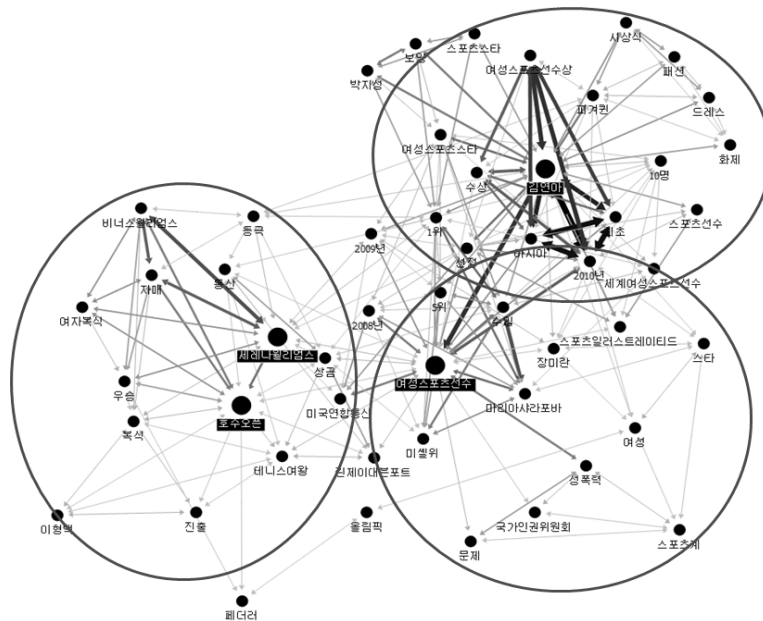 스포츠스타
시상식
보양
여성스포츠선수상
패션
박지성
피겨퀸
드레스
여성스포츠스타
화제
10명
수상
김연아
비너스윌리엄스
동극
1위
최초
스포츠선수
2009년
선정
아시아
2010년
자매
통산
세계여성스포츠선수
여자복식
2008년
5위
수입
스포츠일러스트레이티드
세레나윌리엄스
상금
장미란
스타
우승
여성스포츠선수
호주오픈
미국연합통신
마리아샤라포바
복식
미셸위
여성
테니스여왕
린제이대븐포트
성폭력
이형택
진출
올림픽
국가인권위원회
스포츠계
문제
페더러